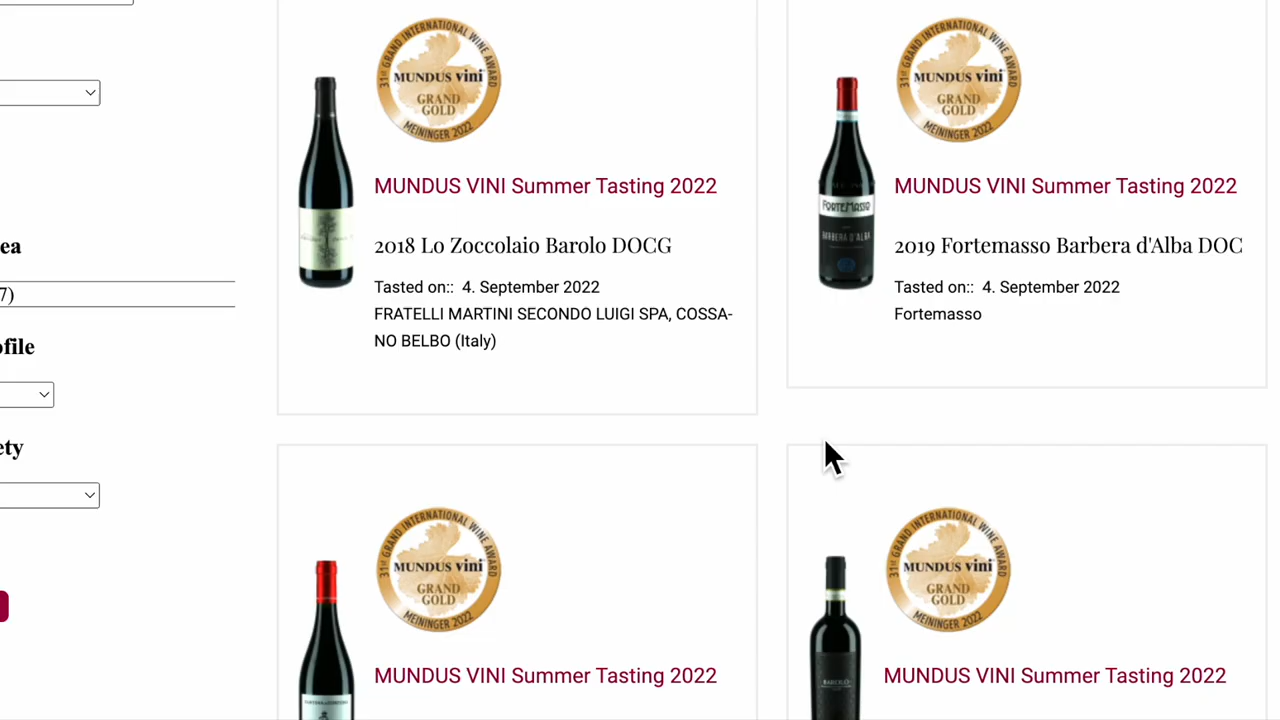 31st GRAND INTERNATIONAL WINE AWARD
MUNDUS vini
GRAND
GOLD
MEININGER 2022
MUNDUS VINI Summer Tasting 2022
2018 Lo Zoccolaio Barolo DOCG
Tasted on:: 4. September 2022
FRATELLI MARTINI SECONDO LUIGI SPA, COSSA-
NO BELBO (Italy)
31st GRAND INTERNATIONAL WINE AWARD
MUNDUS vini
GRAND
GOLD
MEININGER 2022
FORTEMASSO
BARBERA D'ALBA
MUNDUS VINI Summer Tasting 2022
2019 Fortemasso Barbera d'Alba DOC
Tasted on:: 4. September 2022
Fortemasso
ea
7)
ofile
ety
31st GRAND INTERNATIONAL WINE AWARD
MUNDUS vini
GRAND
GOLD
MEININGER 2022
MUNDUS VINI Summer Tasting 2022
31st GRAND INTERNATIONAL WINE AWARD
MUNDUS vini
GRAND
GOLD
MEININGER 2022
BAROLO
MUNDUS VINI Summer Tasting 2022